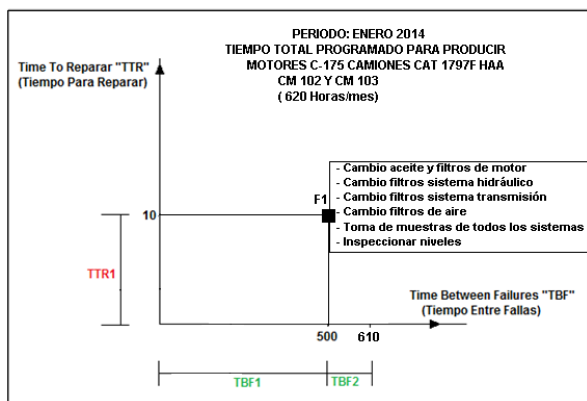 PERIODO: ENERO 2014
TIEMPO TOTAL PROGRAMADO PARA PRODUCIR
MOTORES C-175 CAMIONES CAT 1797F HAA
CM 102 Y CM 103
( 620 Horas/mes)
Time To Reparar "TTR"
(Tiempo Para Reparar)
- Cambio aceite y filtros de motor
- Cambio filtros sistema hidráulico
- Cambio filtros sistema transmisión
- Cambio filtros de aire
- Toma de muestras de todos los sistemas
- Inspeccionar niveles
F1
10
TTR1
Time Between Failures "TBF"
(Tiempo Entre Fallas)
500
610
TBF1
TBF2